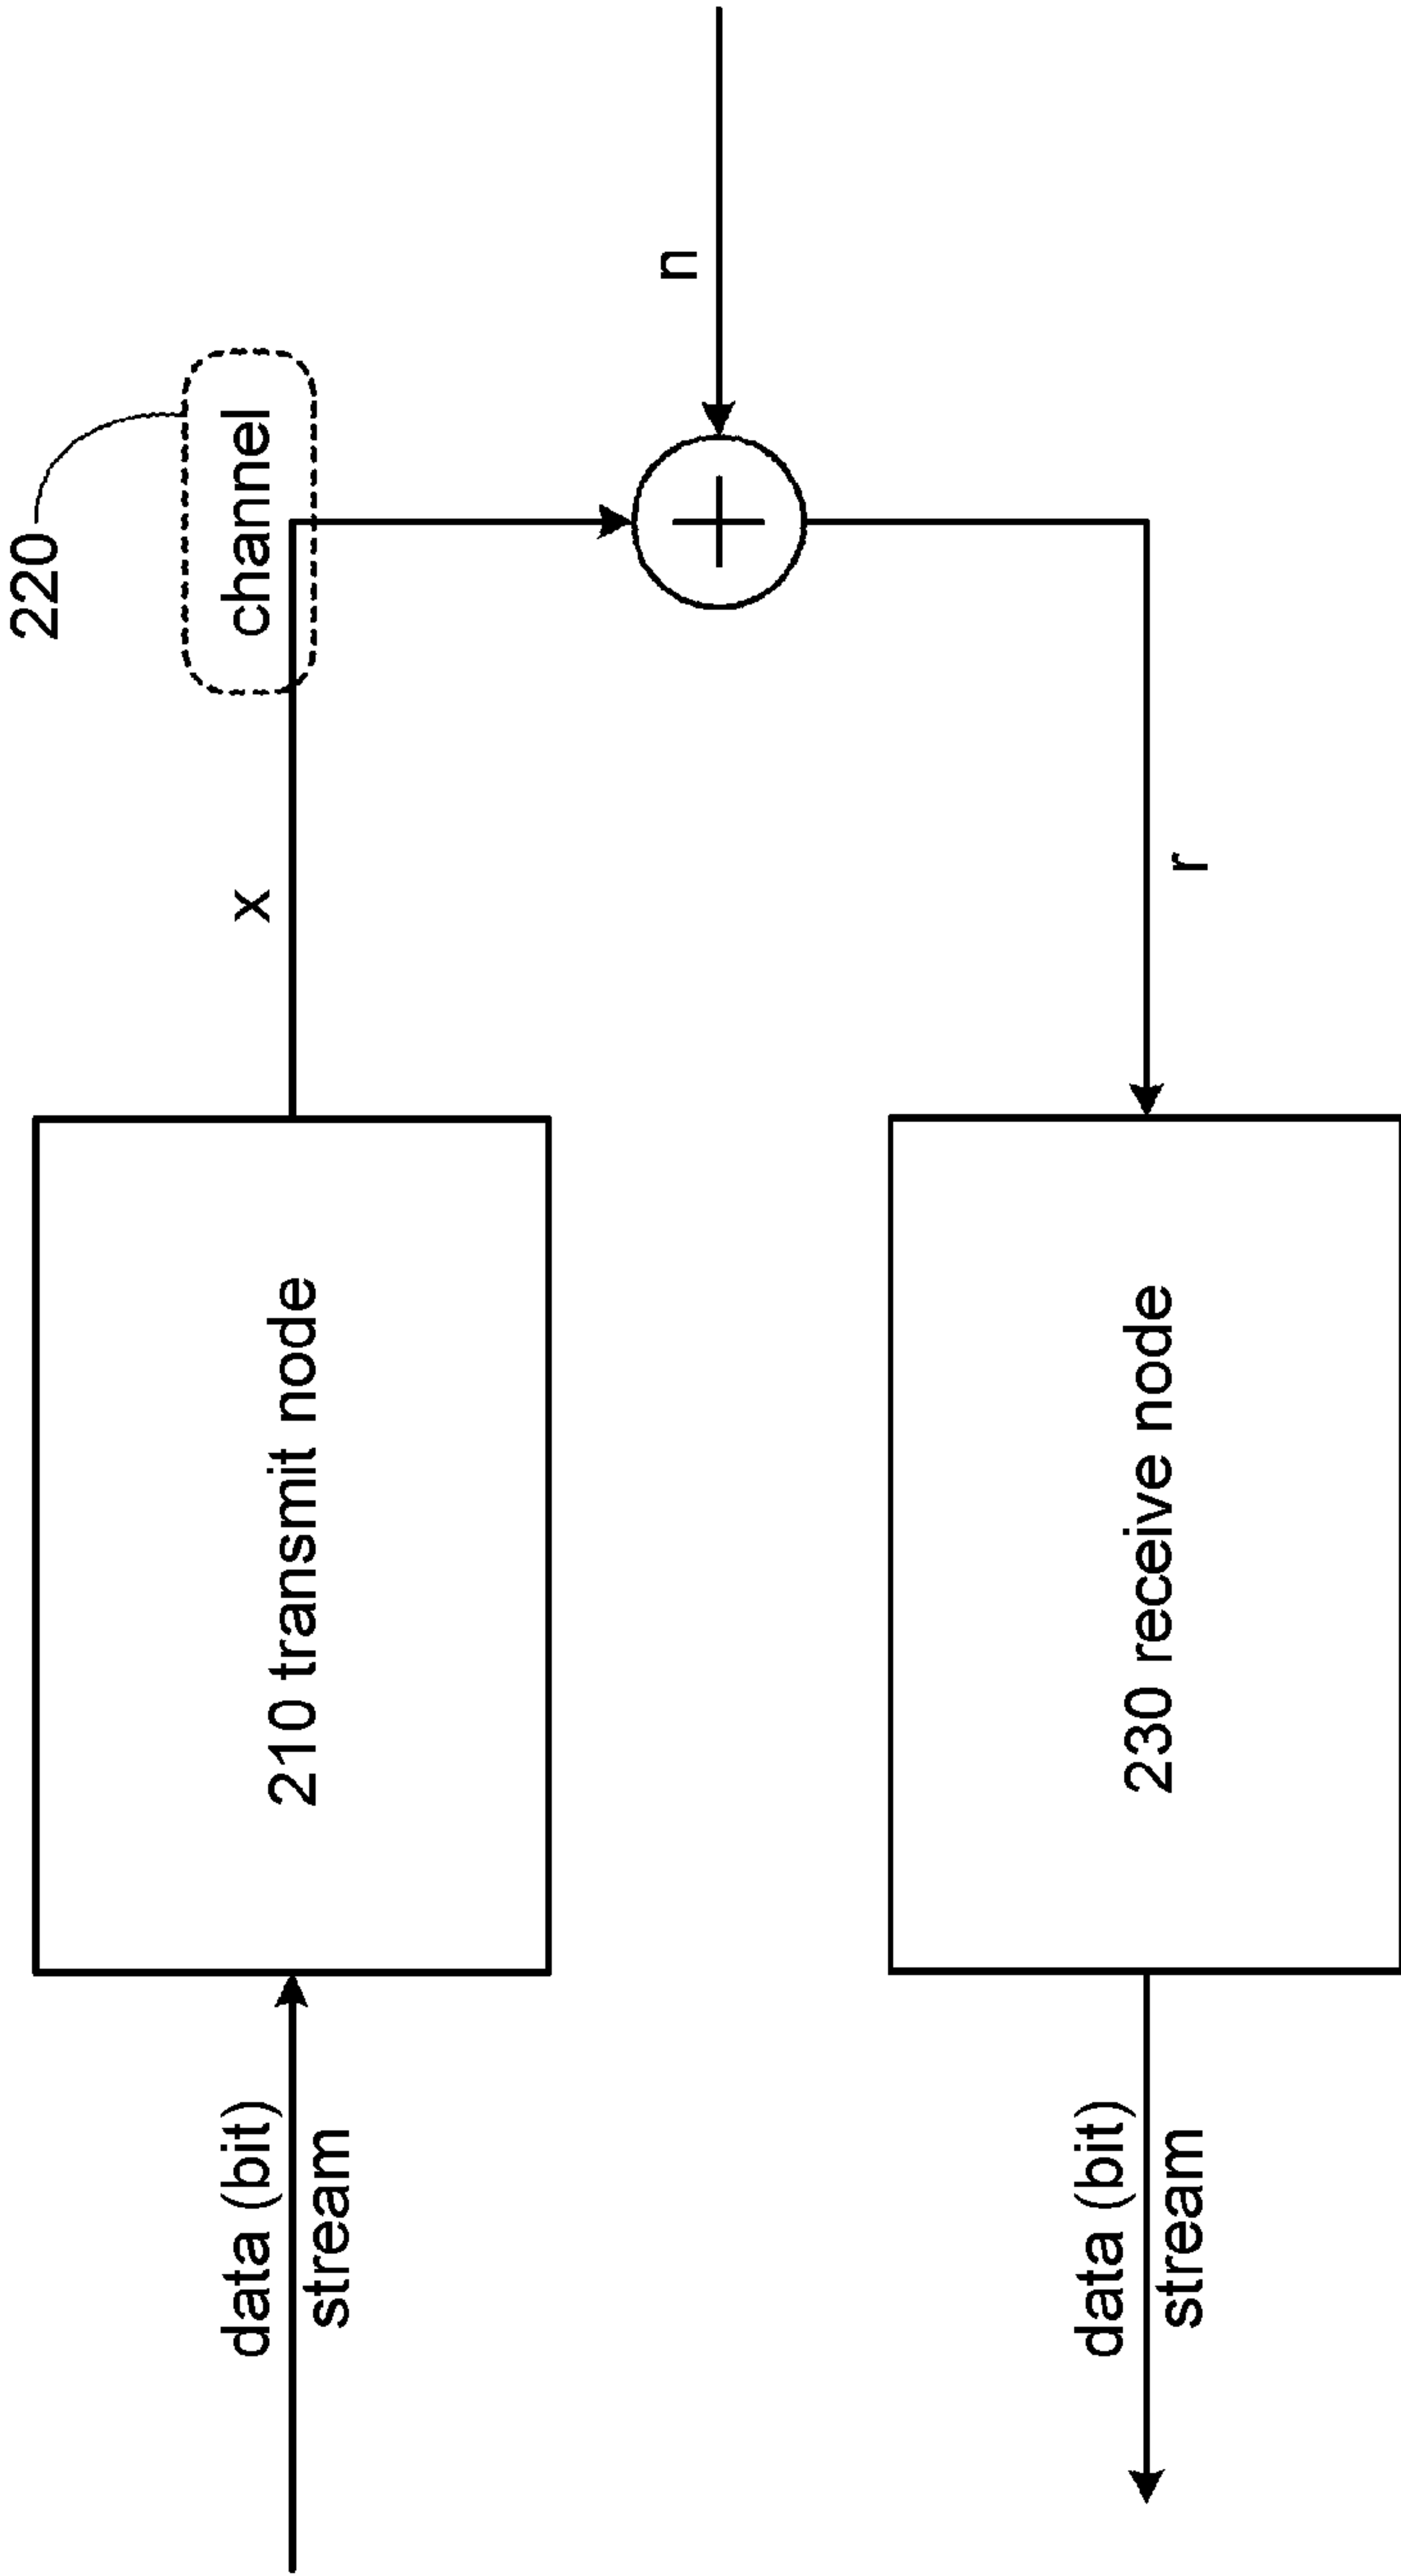 220
channel
x
n
data (bit)
stream
210 transmit node
r
data (bit)
stream
230 receive node